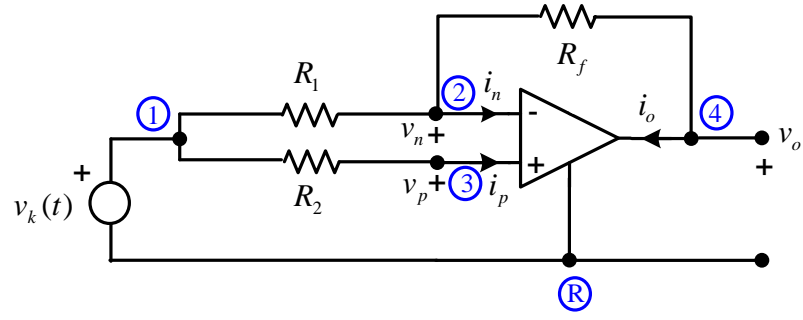 R_f
R_1
1
2
i_n
i_o
4
v_n +
-
v_o
+
+
+
v_p +
3
i_p
R_2
v_k(t)
R